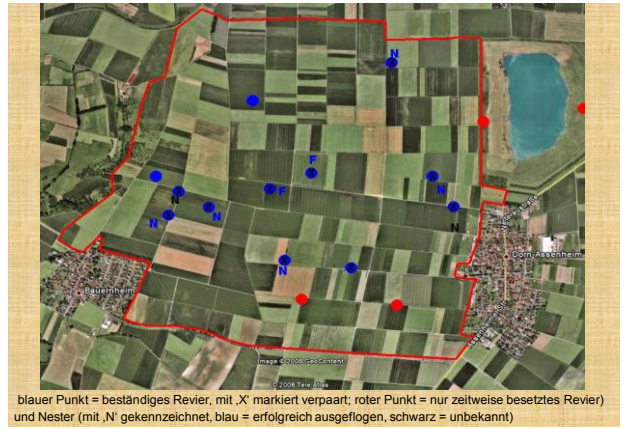 N
F
F
N
N
N
N
N
N
Dorn-Assenheim
Bauernheim
Image © 2008 GeoContent
© 2008 Tele Atlas
blauer Punkt = beständiges Revier, mit ‚X‘ markiert verpaart; roter Punkt = nur zeitweise besetztes Revier)
und Nester (mit ‚N‘ gekennzeichnet, blau = erfolgreich ausgeflogen, schwarz = unbekannt)